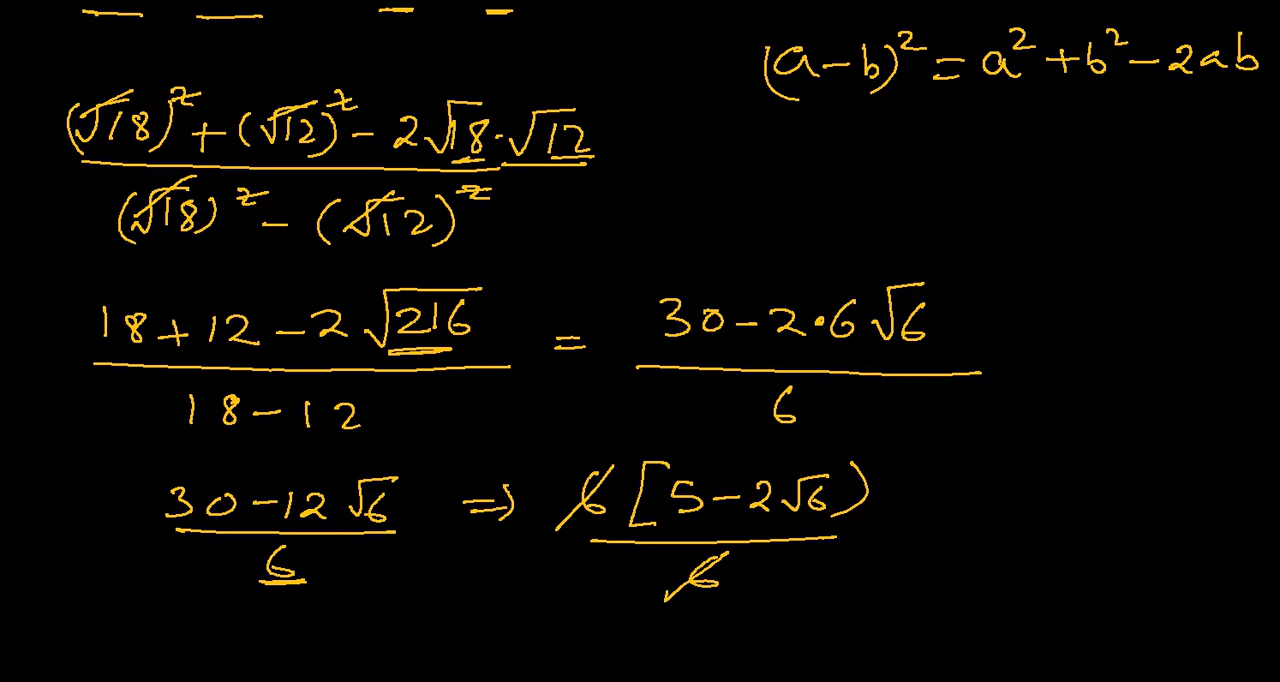 (a-b)² = a² + b² - 2ab
(√18)² + (√12)² - 2√18·√12
(√18)² - (√12)²
18 + 12 - 2√216 = 30 - 2·6√6
18 - 12 6
30 - 12√6 ⇒ 6[5 - 2√6)
6 6